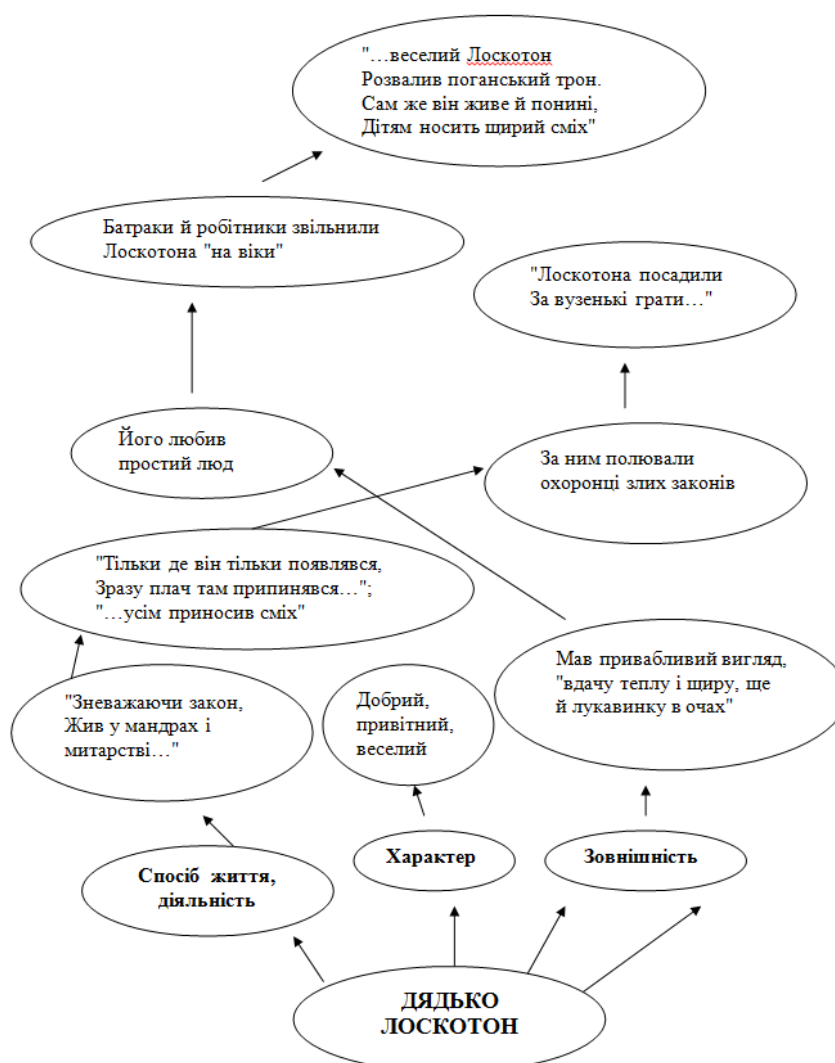 "…веселий Лоскотон
Розвалив поганський трон.
Сам же він живе й понині,
Дітям носить щирий сміх"
Батраки й робітники звільнили
Лоскотона "на віки"
"Лоскотона посадили
За вузенькі грати…"
Його любив
простий люд
За ним полювали
охоронці злих законів
"Тільки де він тільки появлявся,
Зразу плач там припинявся…";
"…усім приносив сміх"
Мав привабливий вигляд,
"вдачу теплу і щиру, ще
й лукавинку в очах"
"Зневажаючи закон,
Жив у мандрах і
митарстві…"
Добрий,
привітний,
веселий
Спосіб життя,
діяльність
Характер
Зовнішність
ДЯДЬКО
ЛОСКОТОН